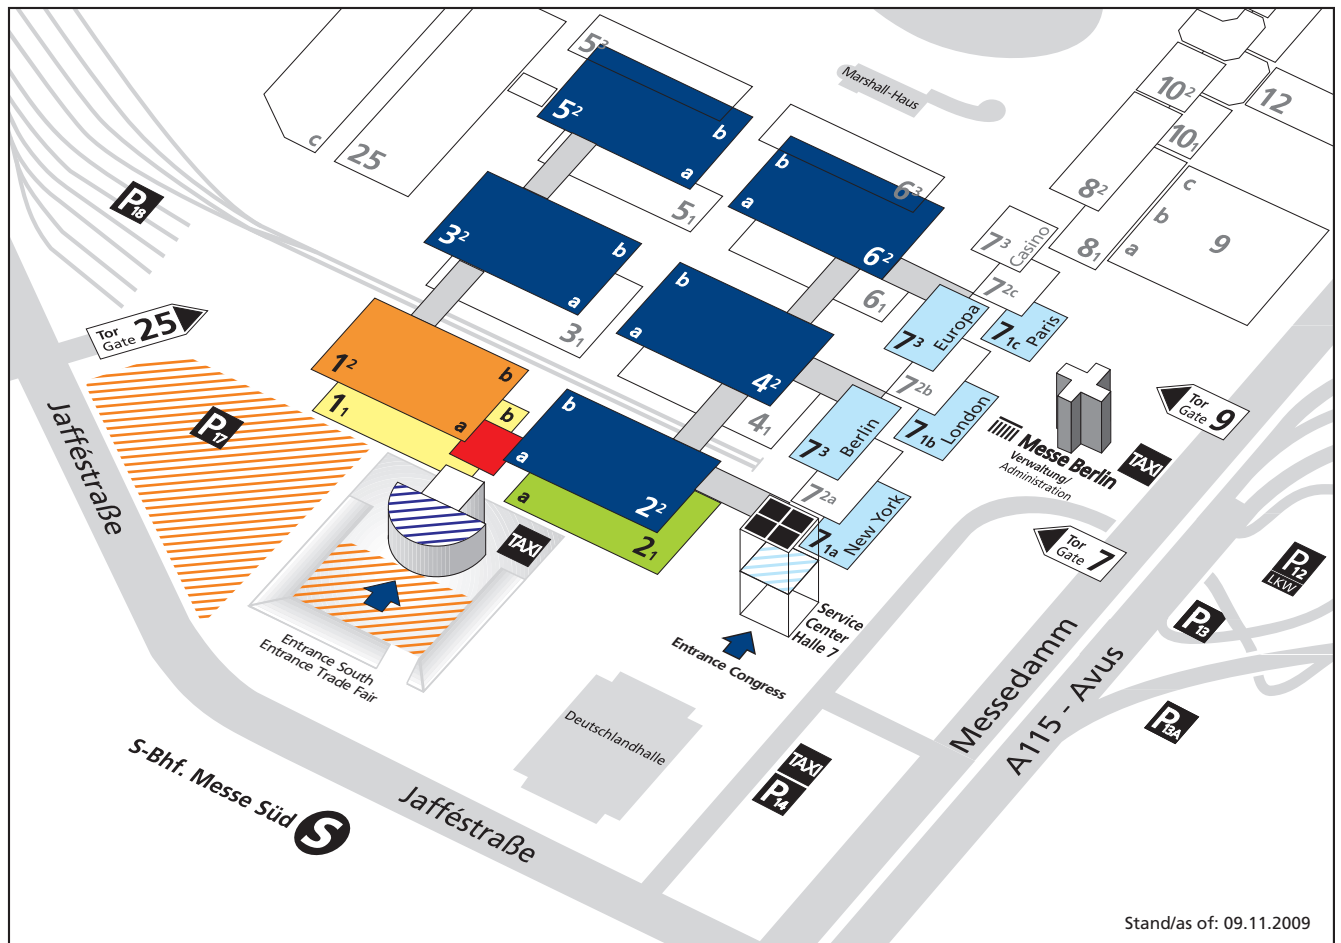 5³
5²
b
a
5₁
c
25
Marshall-Haus
10²
12
10₁
8²
c
b
a
9
8₁
b
6³
a
6²
6₁
7³ Casino
7²c
P18
3²
b
a
3₁
b
a
4²
4₁
7³ Europa
7₁c Paris
7²b
7₁b London
7³ Berlin
7²a
7₁a New York
Tor
Gate 25
1²
b
a
1₁
b
b
a
2²
a
2₁
P17
TAXI
Messe Berlin
Verwaltung/
Administration
TAXI
Tor
Gate 9
Tor
Gate 7
P12
LKW
P13
P13A
Jafféstraße
Entrance South
Entrance Trade Fair
Service
Center
Halle 7
Entrance Congress
Deutschlandhalle
Messedamm
A115 - Avus
TAXI
P14
S-Bhf. Messe Süd S
Jafféstraße
Stand/as of: 09.11.2009